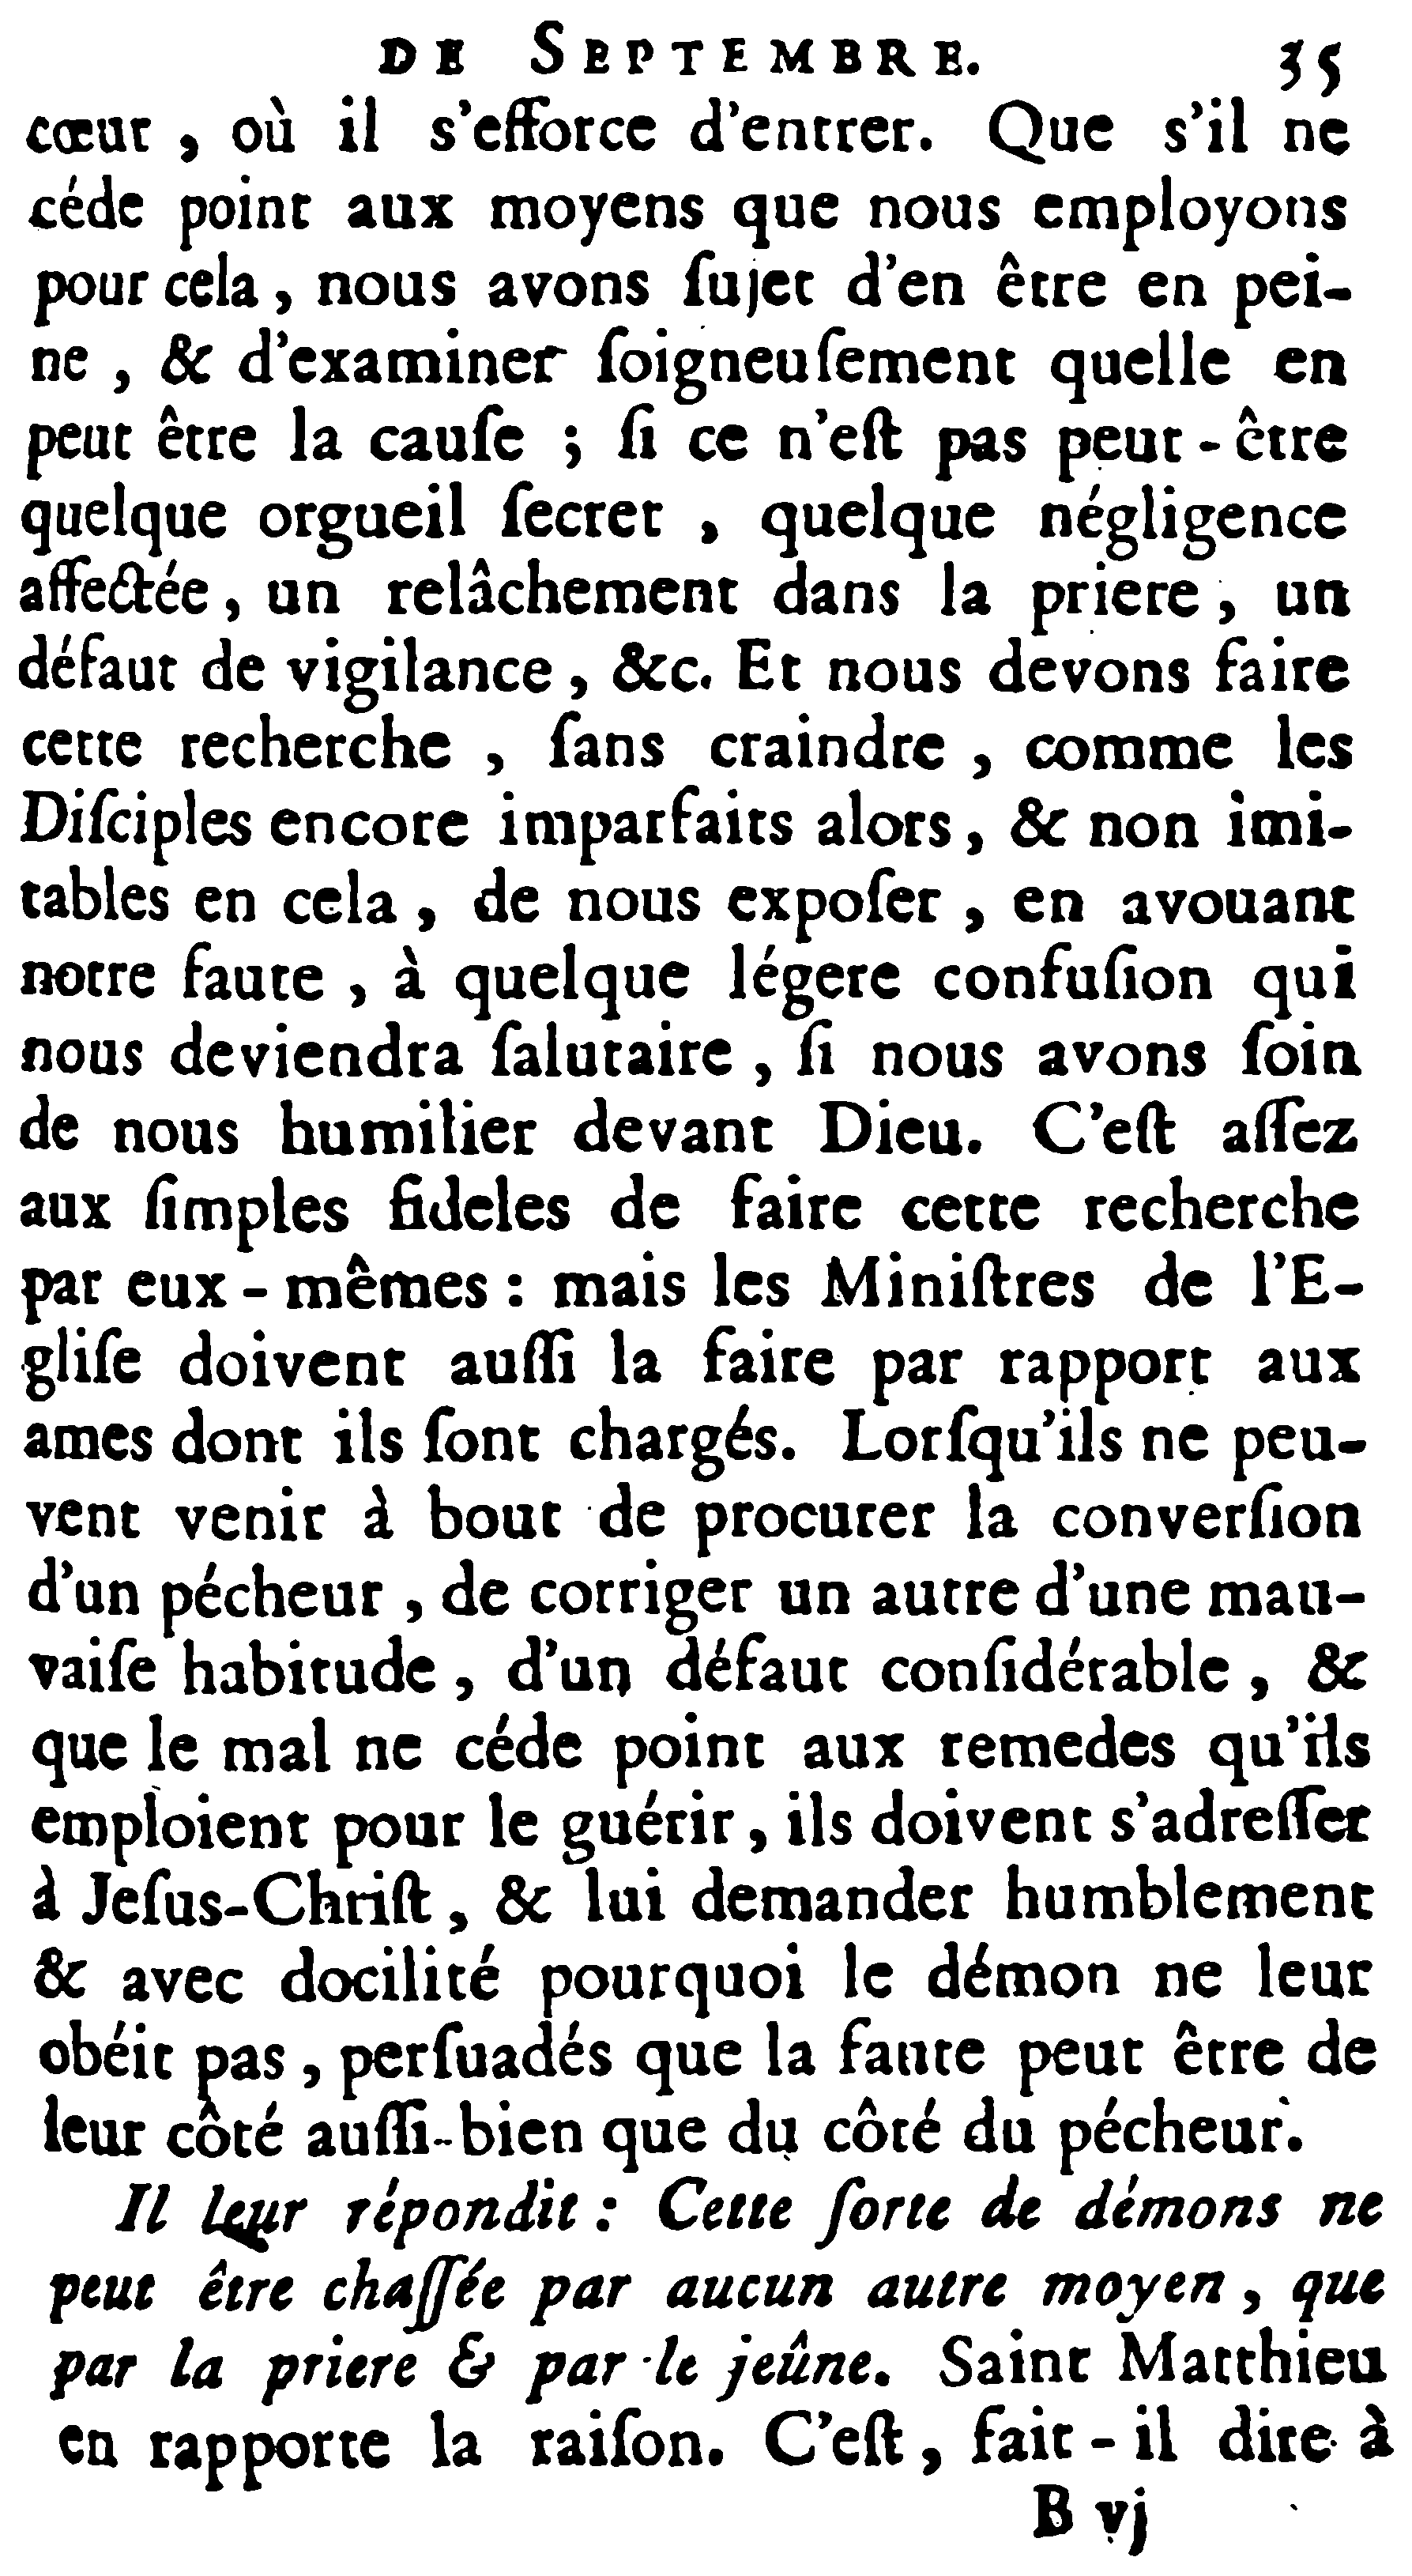 DE SEPTEMBRE. 35
cœur , où il s'efforce d'entrer. Que s'il ne
céde point aux moyens que nous employons
pour cela , nous avons ſujet d'en être en pei-
ne , & d'examiner ſoigneuſement quelle en
peut être la cauſe ; ſi ce n'eſt pas peut-être
quelque orgueil ſecret , quelque négligence
affectée , un relâchement dans la priere , un
défaut de vigilance , &c. Et nous devons faire
cette recherche , ſans craindre , comme les
Diſciples encore imparfaits alors , & non imi-
tables en cela , de nous expoſer , en avouant
notre faute , à quelque légere confuſion qui
nous deviendra ſalutaire , ſi nous avons ſoin
de nous humilier devant Dieu. C'eſt aſſez
aux ſimples fideles de faire cette recherche
par eux-mêmes : mais les Miniſtres de l'E-
gliſe doivent auſſi la faire par rapport aux
ames dont ils ſont chargés. Lorſqu'ils ne peu-
vent venir à bout de procurer la converſion
d'un pécheur , de corriger un autre d'une mau-
vaiſe habitude , d'un défaut conſidérable , &
que le mal ne céde point aux remedes qu'ils
emploient pour le guérir , ils doivent s'adreſſer
à Jeſus-Chriſt , & lui demander humblement
& avec docilité pourquoi le démon ne leur
obéit pas , perſuadés que la faute peut être de
leur côté auſſi-bien que du côté du pécheur.
Il leur répondit : Cette ſorte de démons ne
peut être chaſſée par aucun autre moyen , que
par la priere & par le jeûne. Saint Matthieu
en rapporte la raiſon. C'eſt , fait-il dire à
B vj